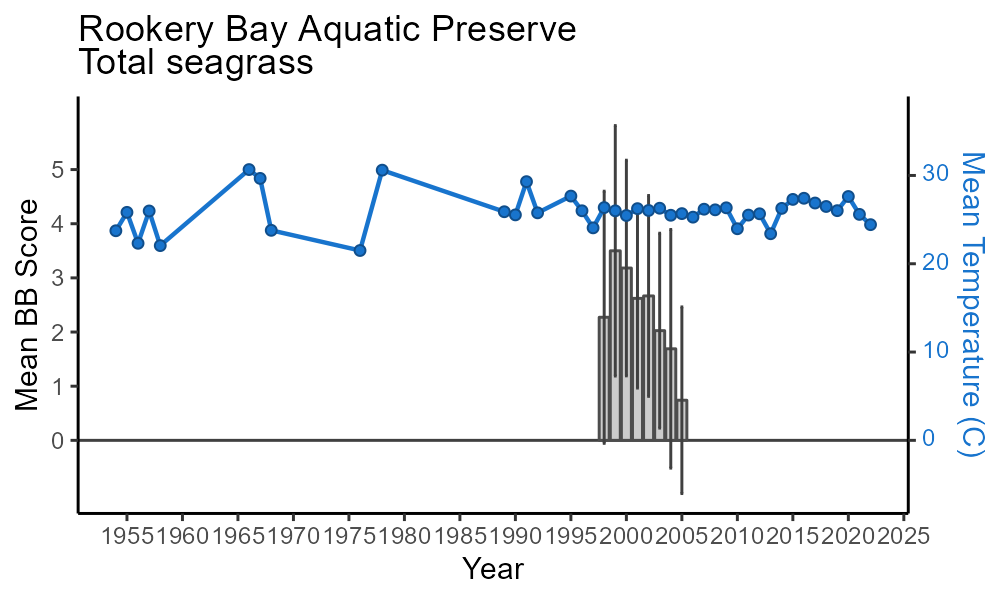 Rookery Bay Aquatic Preserve
Total seagrass
Mean BB Score
5
4
3
2
1
0
30
20
10
0
Mean Temperature (C)
1955 1960 1965 1970 1975 1980 1985 1990 1995 2000 2005 2010 2015 2020 2025
Year